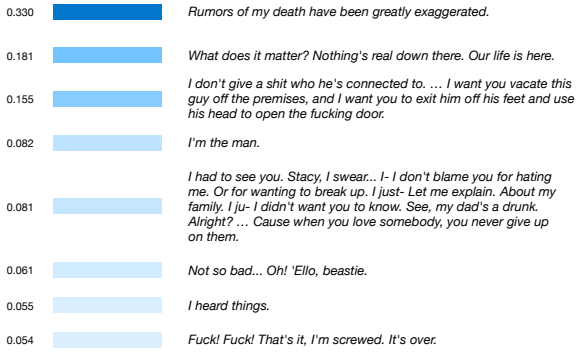 0.330 Rumors of my death have been greatly exaggerated.
0.181 What does it matter? Nothing's real down there. Our life is here.
I don't give a shit who he's connected to. … I want you vacate this
0.155 guy off the premises, and I want you to exit him off his feet and use
his head to open the fucking door.
0.082 I'm the man.
I had to see you. Stacy, I swear... I- I don't blame you for hating
me. Or for wanting to break up. I just- Let me explain. About my
0.081 family. I ju- I didn't want you to know. See, my dad's a drunk.
Alright? … Cause when you love somebody, you never give up
on them.
0.061 Not so bad... Oh! 'Ello, beastie.
0.055 I heard things.
0.054 Fuck! Fuck! That's it, I'm screwed. It's over.